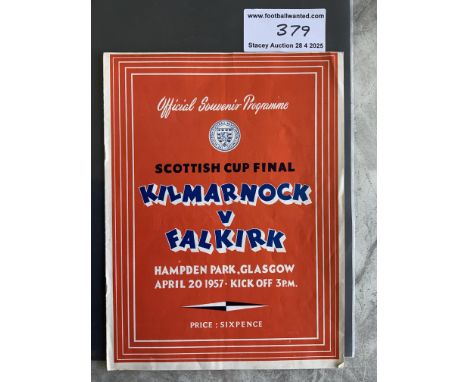 www.footballwanted.com
379
Stacey Auction 28 4 2025
Official Souvenir Programme
SCOTTISH CUP FINAL
KILMARNOCK
V
FALKIRK
HAMPDEN PARK, GLASGOW
APRIL 20 1957 · KICK OFF 3 P.M.
PRICE : SIXPENCE